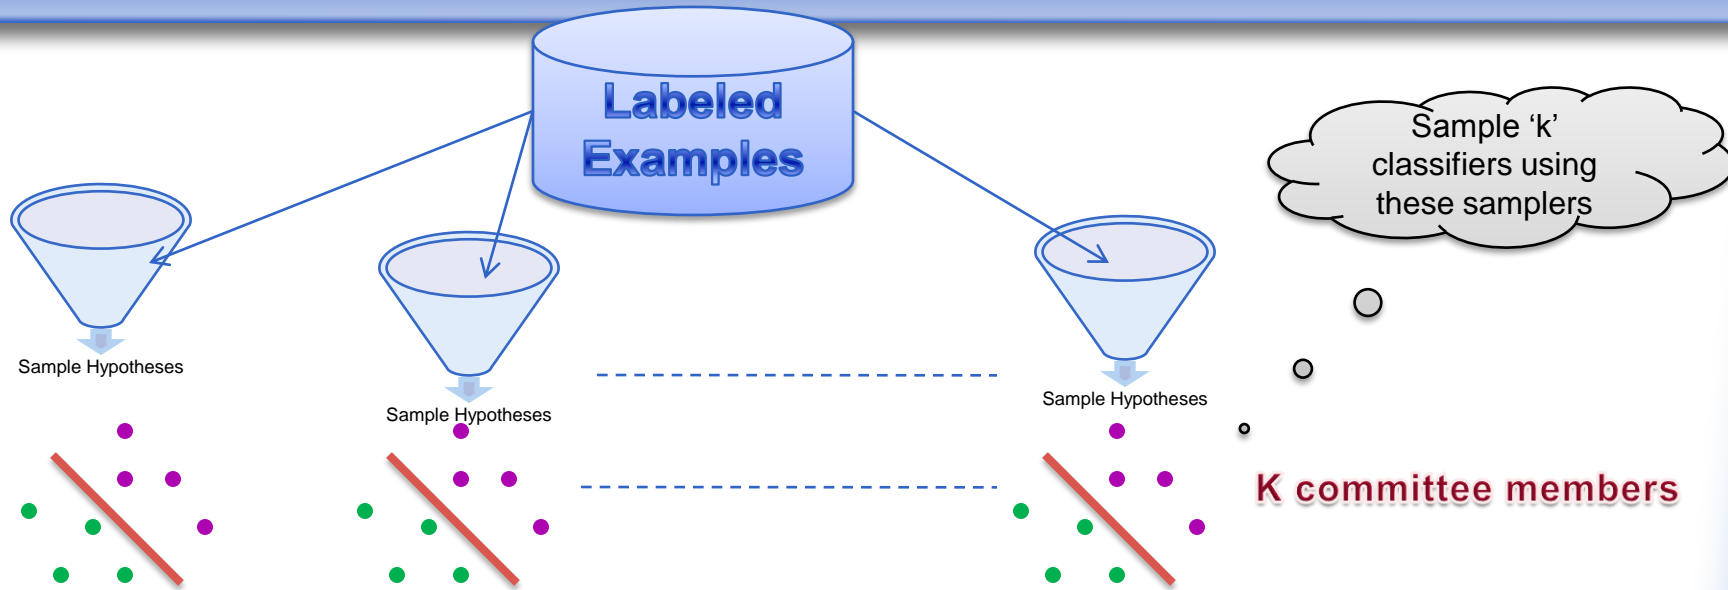 Labeled
Examples
Sample ‘k’
classifiers using
these samplers
Sample Hypotheses
Sample Hypotheses
Sample Hypotheses
K committee members